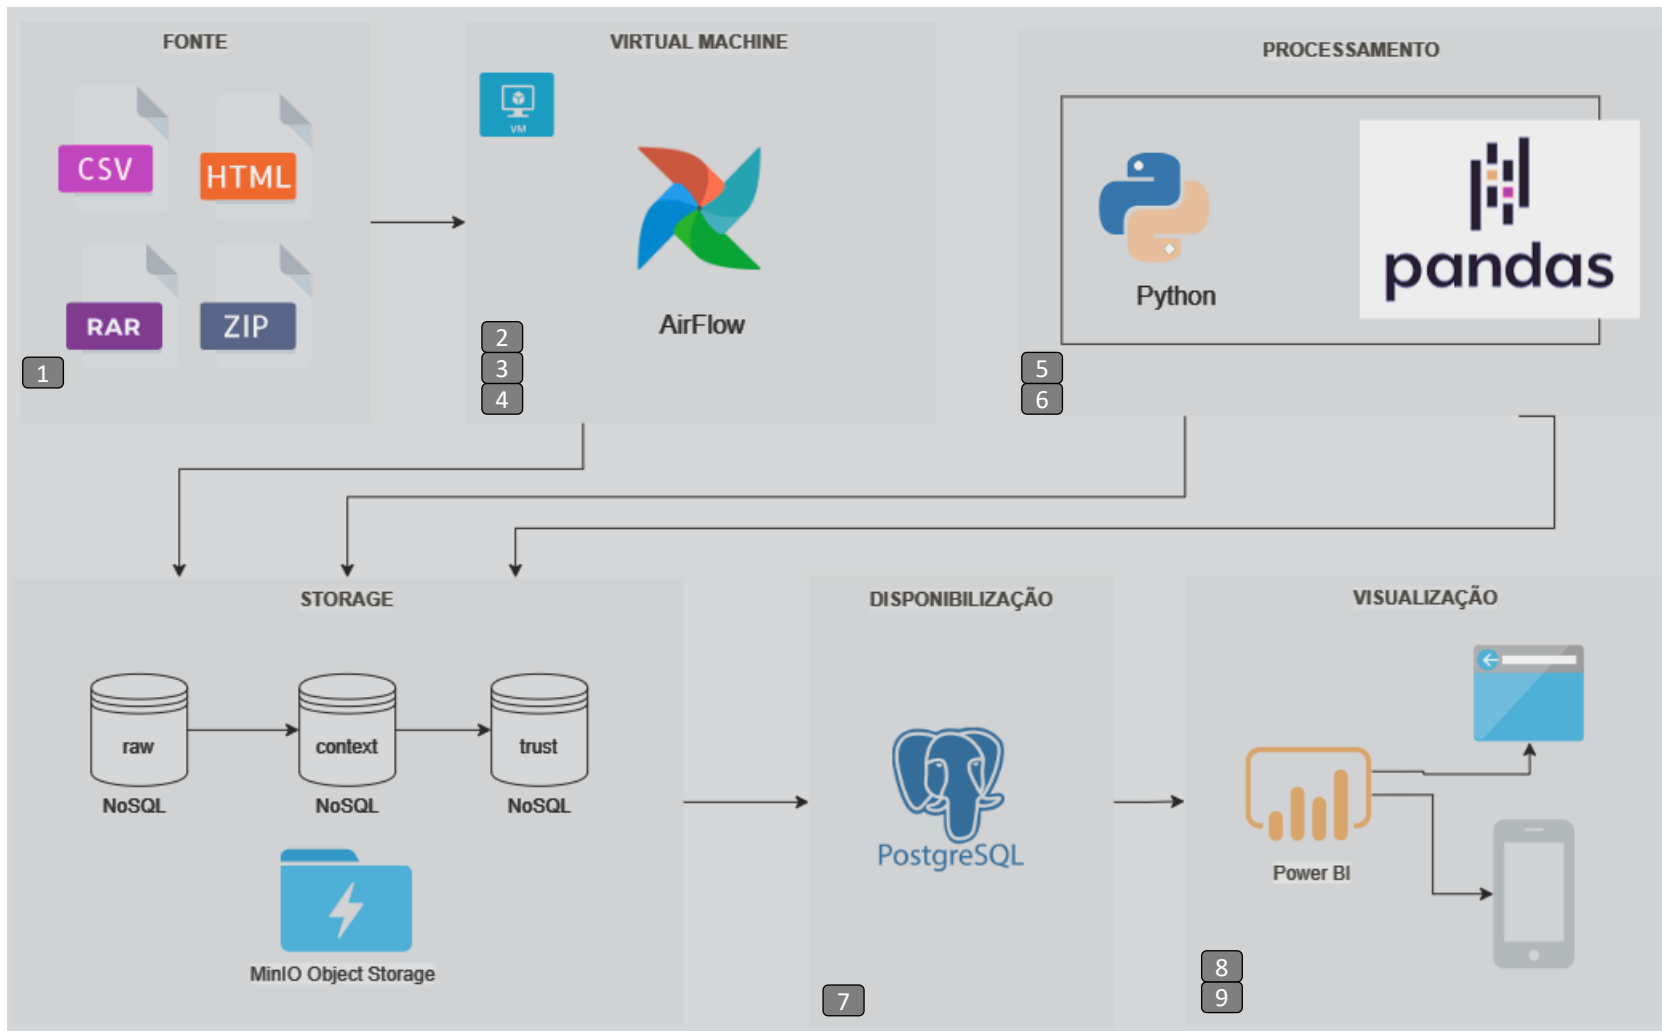 FONTE
CSV
HTML
RAR
ZIP
1
VIRTUAL MACHINE
VM
AirFlow
2
3
4
PROCESSAMENTO
Python
pandas
5
6
STORAGE
raw
context
trust
NoSQL
NoSQL
NoSQL
MinIO Object Storage
DISPONIBILIZAÇÃO
PostgreSQL
7
VISUALIZAÇÃO
Power BI
8
9